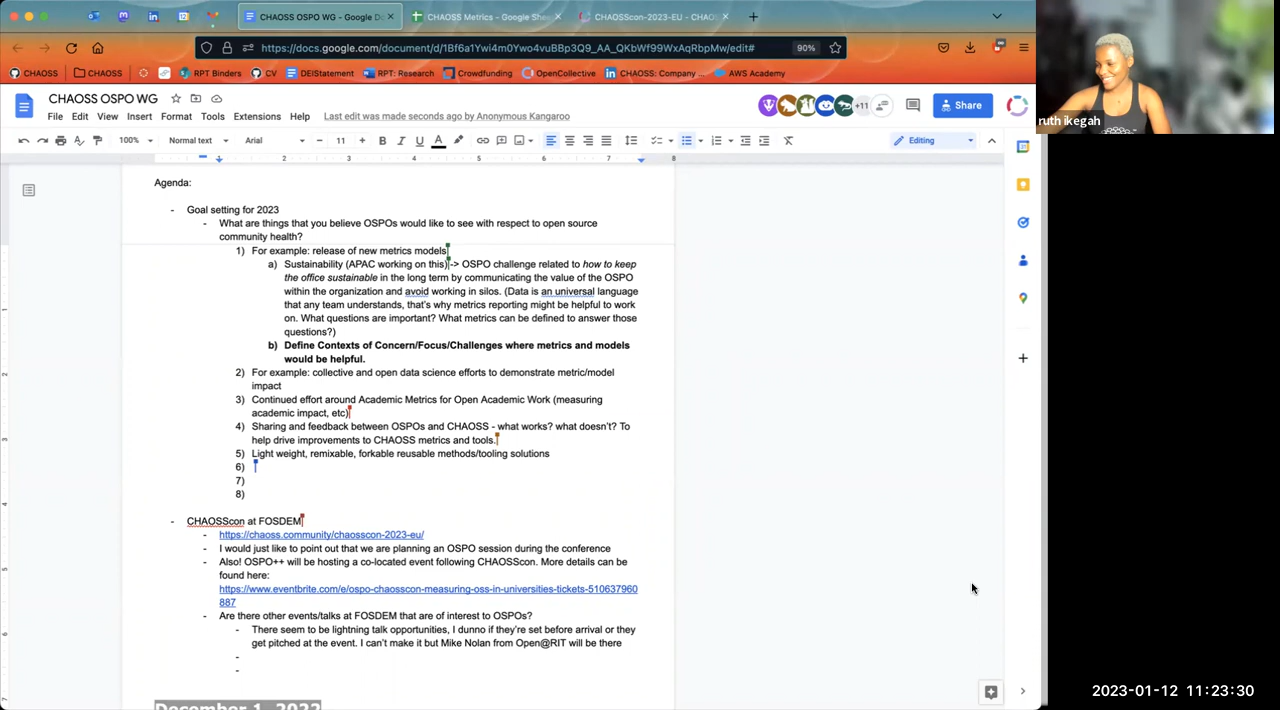 CHAOSS OSPO WG - Google Do
CHAOSS Metrics - Google She
CHAOSScon-2023-EU - CHAO
https://docs.google.com/document/d/1Bf6a1Ywi4m0Ywo4vuBBp3Q9_AA_QKbWf99WxAqRbpMw/edit#
90%
CHAOSS
CHAOSS
RPT Binders
CV
DEIStatement
RPT: Research
Crowdfunding
OpenCollective
CHAOSS: Company ...
AWS Academy
CHAOSS OSPO WG
File Edit View Insert Format Tools Extensions Help
Last edit was made seconds ago by Anonymous Kangaroo
+11
Share
100%
Normal text
Arial
11
Editing
2 3 4 5 6 7 8
Agenda:
- Goal setting for 2023
- What are things that you believe OSPOs would like to see with respect to open source
community health?
1) For example: release of new metrics models
a) Sustainability (APAC working on this) -> OSPO challenge related to how to keep
the office sustainable in the long term by communicating the value of the OSPO
within the organization and avoid working in silos. (Data is an universal language
that any team understands, that's why metrics reporting might be helpful to work
on. What questions are important? What metrics can be defined to answer those
questions?)
b) Define Contexts of Concern/Focus/Challenges where metrics and models
would be helpful.
2) For example: collective and open data science efforts to demonstrate metric/model
impact
3) Continued effort around Academic Metrics for Open Academic Work (measuring
academic impact, etc)
4) Sharing and feedback between OSPOs and CHAOSS - what works? what doesn't? To
help drive improvements to CHAOSS metrics and tools.
5) Light weight, remixable, forkable reusable methods/tooling solutions
6)
7)
8)
- CHAOSScon at FOSDEM
- https://chaoss.community/chaosscon-2023-eu/
- I would just like to point out that we are planning an OSPO session during the conference
- Also! OSPO++ will be hosting a co-located event following CHAOSScon. More details can be
found here:
https://www.eventbrite.com/e/ospo-chaosscon-measuring-oss-in-universities-tickets-510637960
887
- Are there other events/talks at FOSDEM that are of interest to OSPOs?
- There seem to be lightning talk opportunities, I dunno if they're set before arrival or they
get pitched at the event. I can't make it but Mike Nolan from Open@RIT will be there
-
-
December 1, 2022
ruth ikegah
2023-01-12 11:23:30